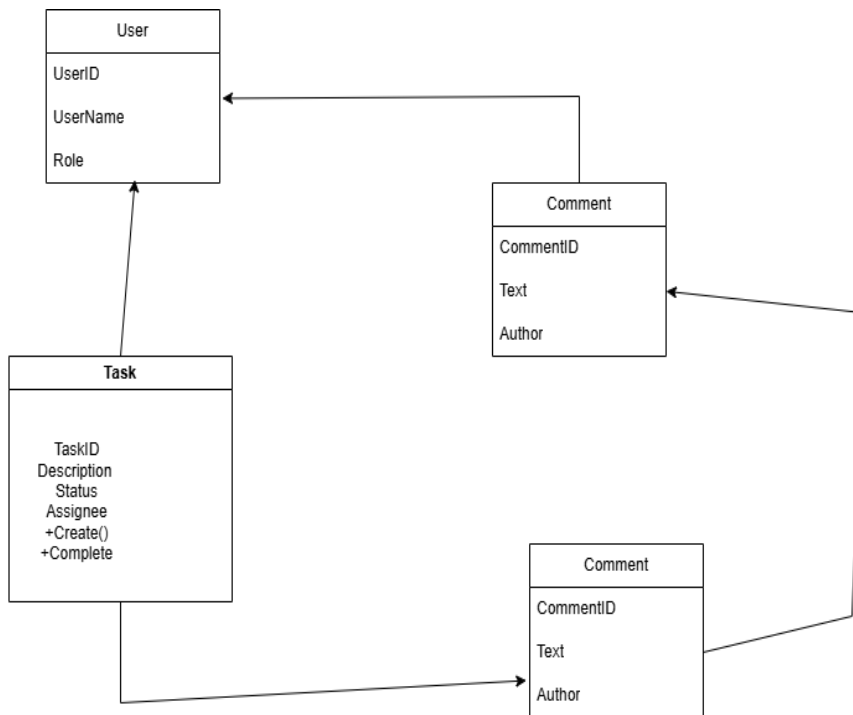 User
UserID
UserName
Role
Comment
CommentID
Text
Author
Task
TaskID
Description
Status
Assignee
+Create()
+Complete
Comment
CommentID
Text
Author